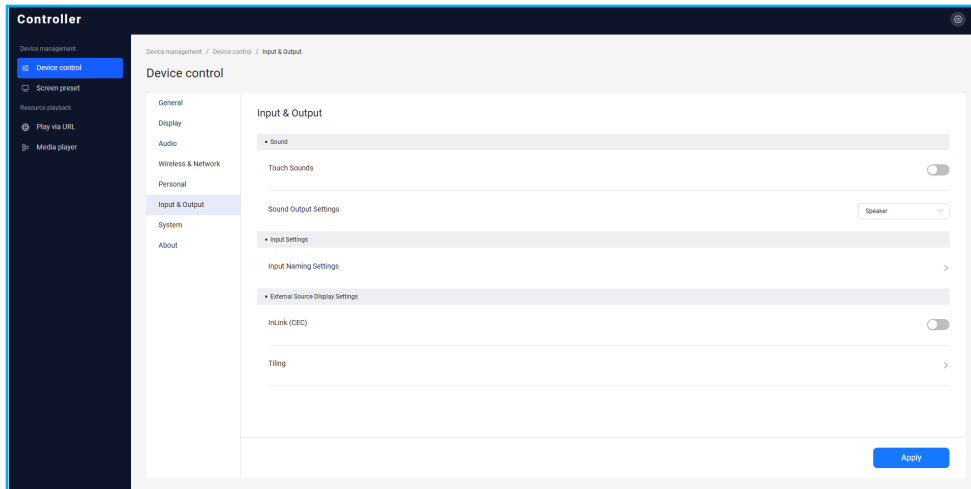 Controller
Device management
Device control
Screen preset
Resource playback
Play via URL
Media player
Device management / Device control / Input & Output
Device control
General
Display
Audio
Wireless & Network
Personal
Input & Output
System
About
Input & Output
• Sound
Touch Sounds
Sound Output Settings
Speaker
• Input Settings
Input Naming Settings
• External Source Display Settings
InLink (CEC)
Tiling
Apply